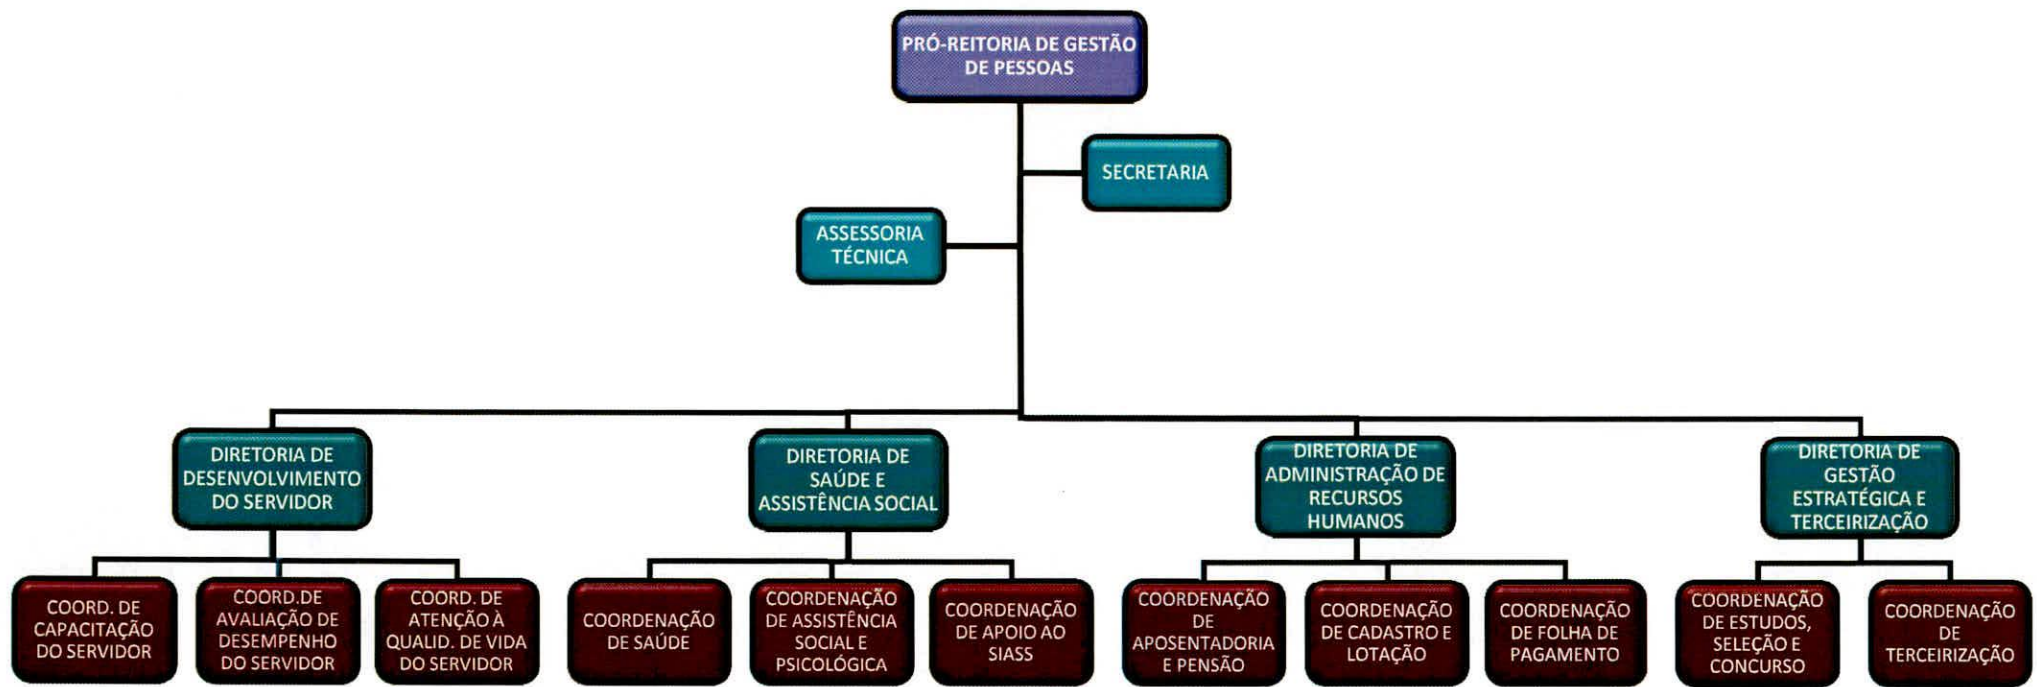 PRÓ-REITORIA DE GESTÃO
DE PESSOAS
SECRETARIA
ASSESSORIA
TÉCNICA
DIRETORIA DE
DESENVOLVIMENTO
DO SERVIDOR
DIRETORIA DE
SAÚDE E
ASSISTÊNCIA SOCIAL
DIRETORIA DE
ADMINISTRAÇÃO DE
RECURSOS
HUMANOS
DIRETORIA DE
GESTÃO
ESTRATÉGICA E
TERCEIRIZAÇÃO
COORD. DE
CAPACITAÇÃO
DO SERVIDOR
COORD.DE
AVALIAÇÃO DE
DESEMPENHO
DO SERVIDOR
COORD. DE
ATENÇÃO À
QUALID. DE VIDA
DO SERVIDOR
COORDENAÇÃO
DE SAÚDE
COORDENAÇÃO
DE ASSISTÊNCIA
SOCIAL E
PSICOLÓGICA
COORDENAÇÃO
DE APOIO AO
SIASS
COORDENAÇÃO
DE
APOSENTADORIA
E PENSÃO
COORDENAÇÃO
DE CADASTRO E
LOTAÇÃO
COORDENAÇÃO
DE FOLHA DE
PAGAMENTO
COORDENAÇÃO
DE ESTUDOS,
SELEÇÃO E
CONCURSO
COORDENAÇÃO
DE
TERCEIRIZAÇÃO